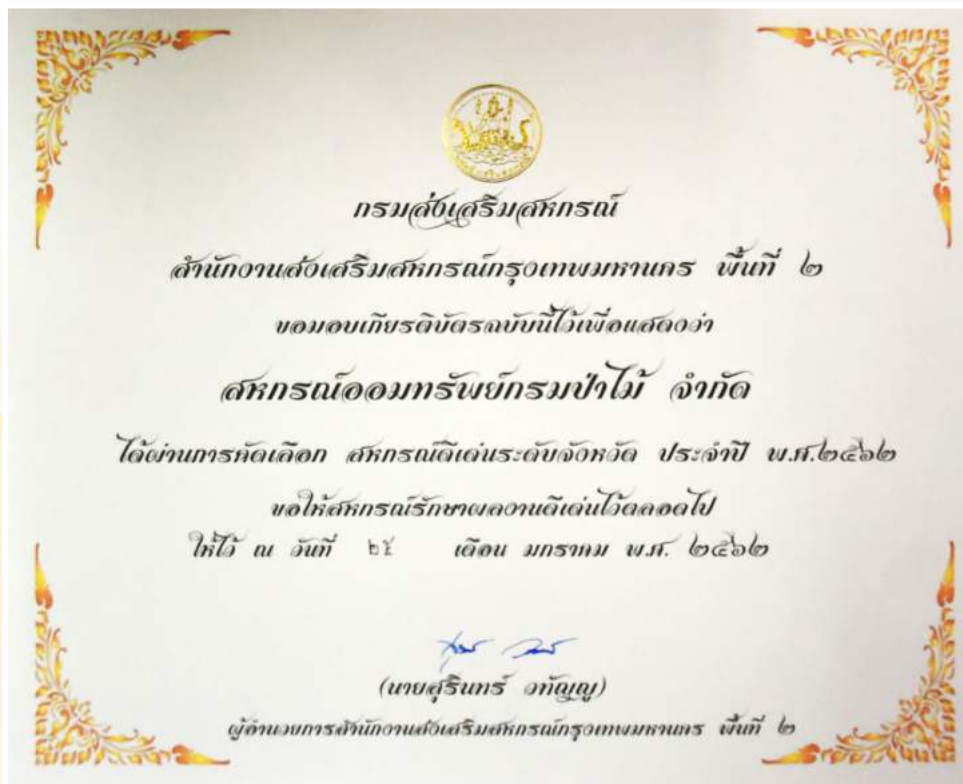 กรมส่งเสริมสหกรณ์
สำนักงานส่งเสริมสหกรณ์กรุงเทพมหานคร พื้นที่ ๒
ขอมอบเกียรติบัตรฉบับนี้ไว้เพื่อแสดงว่า
สหกรณ์ออมทรัพย์กรมป่าไม้ จำกัด
ได้ผ่านการคัดเลือก สหกรณ์ดีเด่นระดับจังหวัด ประจำปี พ.ศ.๒๕๖๒
ขอให้สหกรณ์รักษาผลงานดีเด่นไว้ตลอดไป
ให้ไว้ ณ วันที่ ๒๕ เดือน มกราคม พ.ศ. ๒๕๖๒
(นายสุรินทร์ วทัญญู)
ผู้อำนวยการสำนักงานส่งเสริมสหกรณ์กรุงเทพมหานคร พื้นที่ ๒